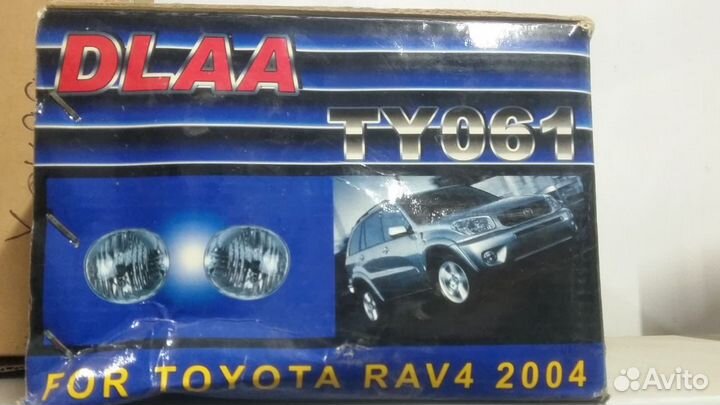 DLAA
TY061
FOR TOYOTA RAV4 2004
Avito